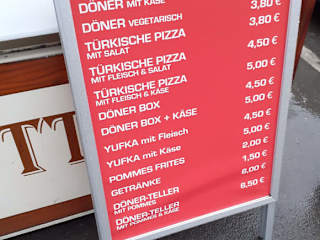 DÖNER MIT KÄSE 3,80 €
DÖNER VEGETARISCH 3,80 €
TÜRKISCHE PIZZA
MIT SALAT 4,50 €
TÜRKISCHE PIZZA
MIT FLEISCH & SALAT 5,00 €
TÜRKISCHE PIZZA
MIT FLEISCH & KÄSE 4,50 €
DÖNER BOX 5,00 €
DÖNER BOX + KÄSE 4,50 €
YUFKA mit Fleisch 5,00 €
YUFKA mit Käse 2,00 €
POMMES FRITES 1,50 €
GETRÄNKE 6,00 €
DÖNER-TELLER
MIT POMMES 6,50 €
DÖNER-TELLER
MIT POMMES & KÄSE
TT